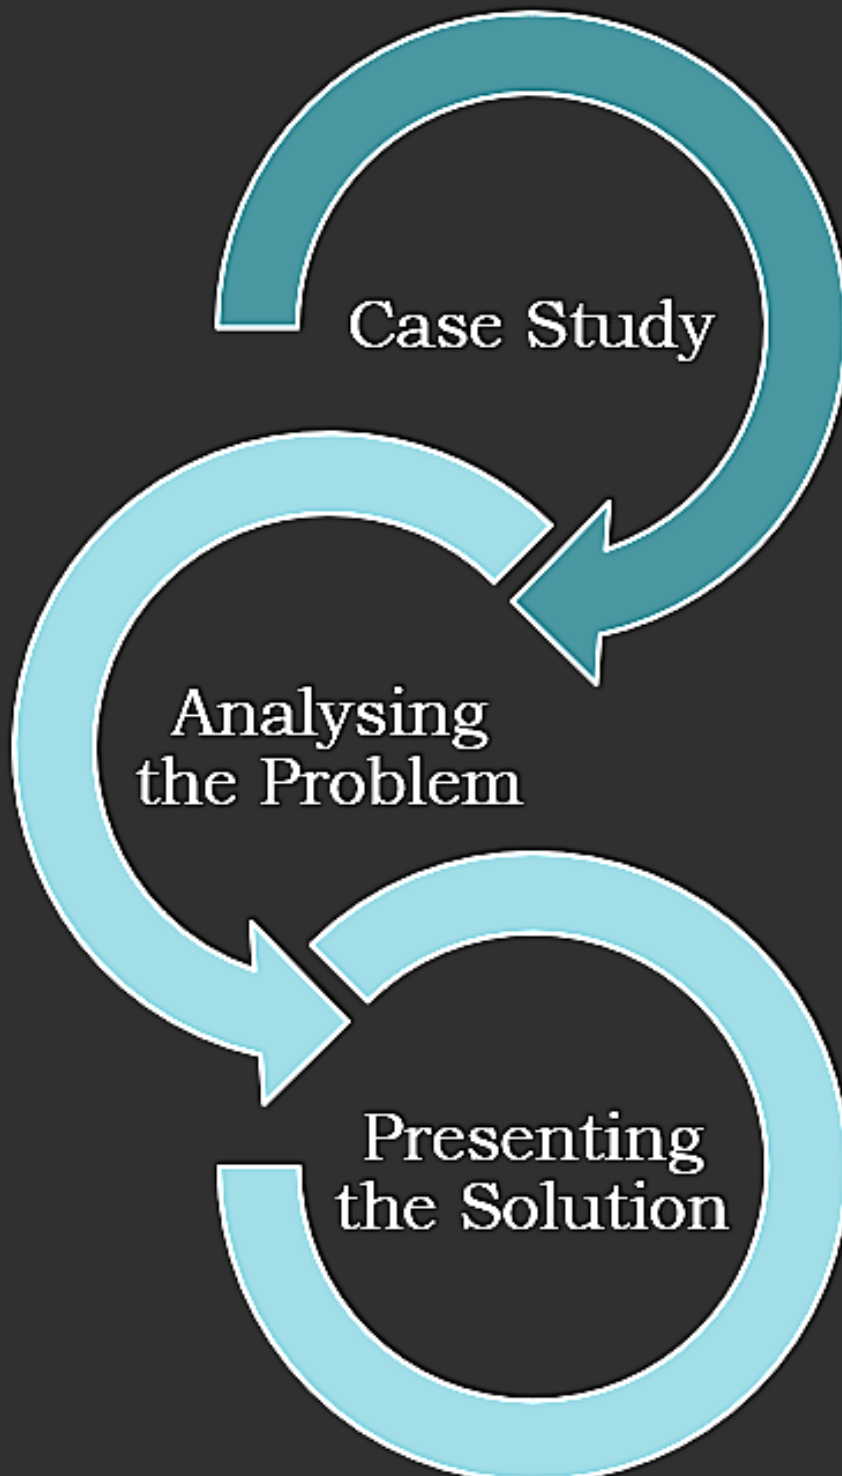 Case Study
Analysing
the Problem
Presenting
the Solution